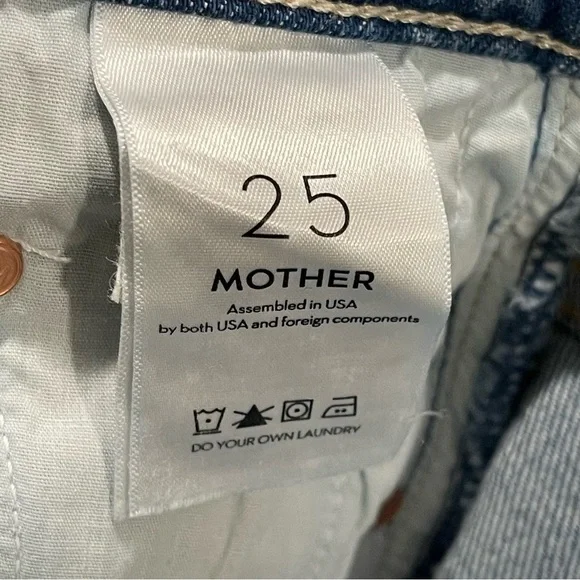 25
MOTHER
Assembled in USA
by both USA and foreign components
DO YOUR OWN LAUNDRY